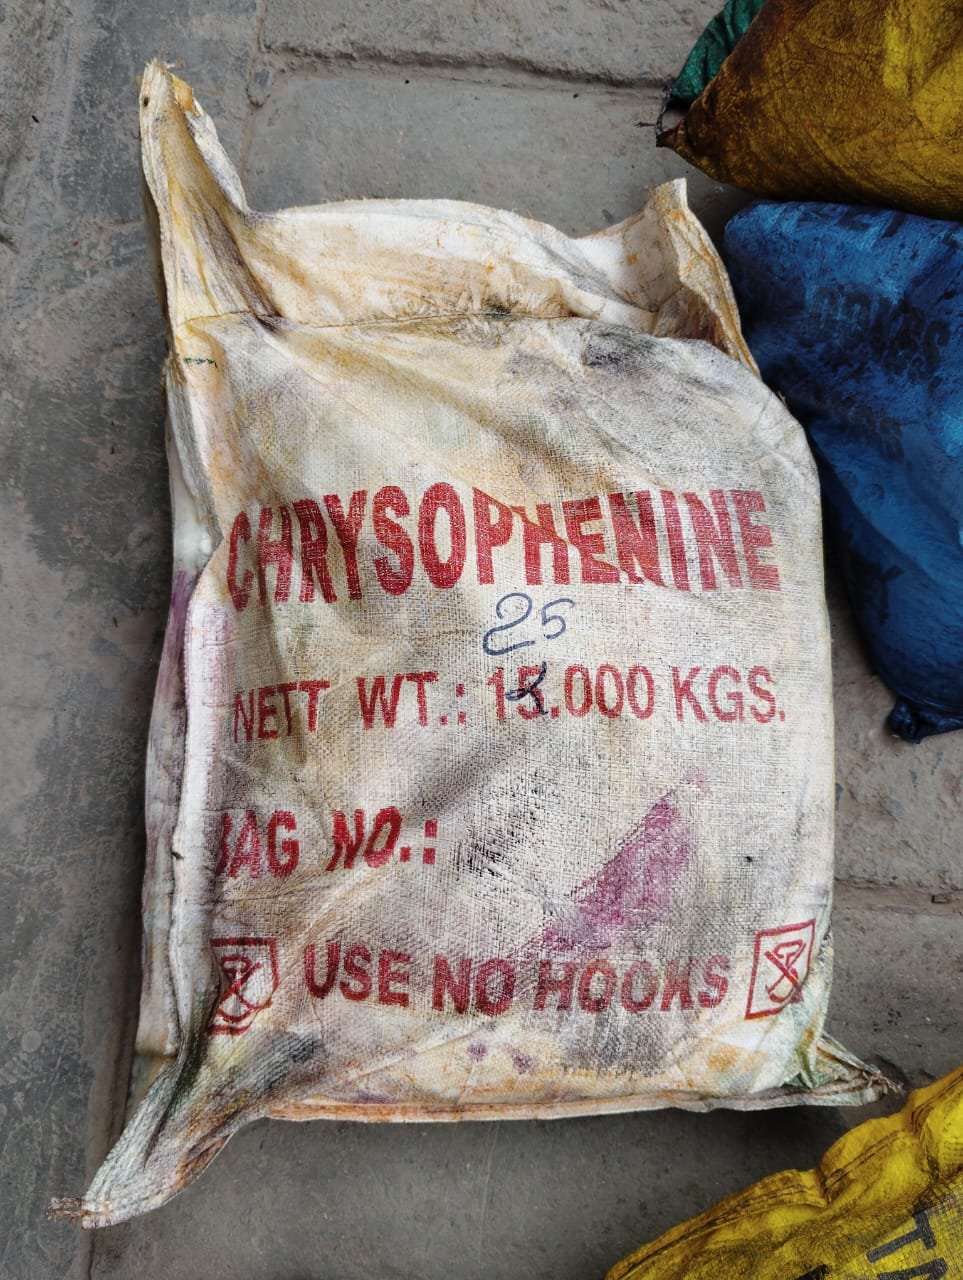 CHRYSOPHENINE
25
NETT WT.: 15.000 KGS.
BAG NO.:
USE NO HOOKS